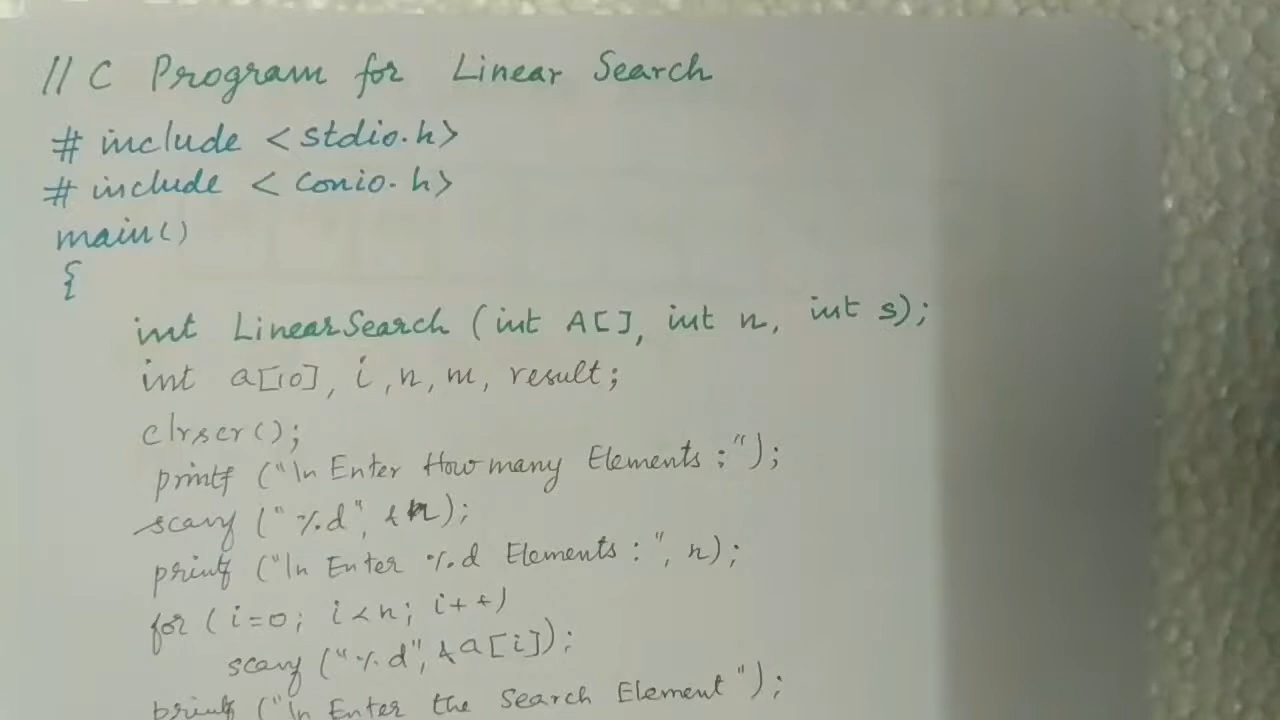 // C Program for Linear Search
# include <stdio.h>
# include <conio.h>
main()
{
int LinearSearch (int A[], int n, int s);
int a[10], i, n, m, result;
clrscr();
printf ("\n Enter How many Elements :");
scanf ("%d", &n);
printf ("\n Enter %d Elements : ", n);
for (i=0; i<n; i++)
scanf ("%d", &a[i]);
printf ("\n Enter the Search Element ");